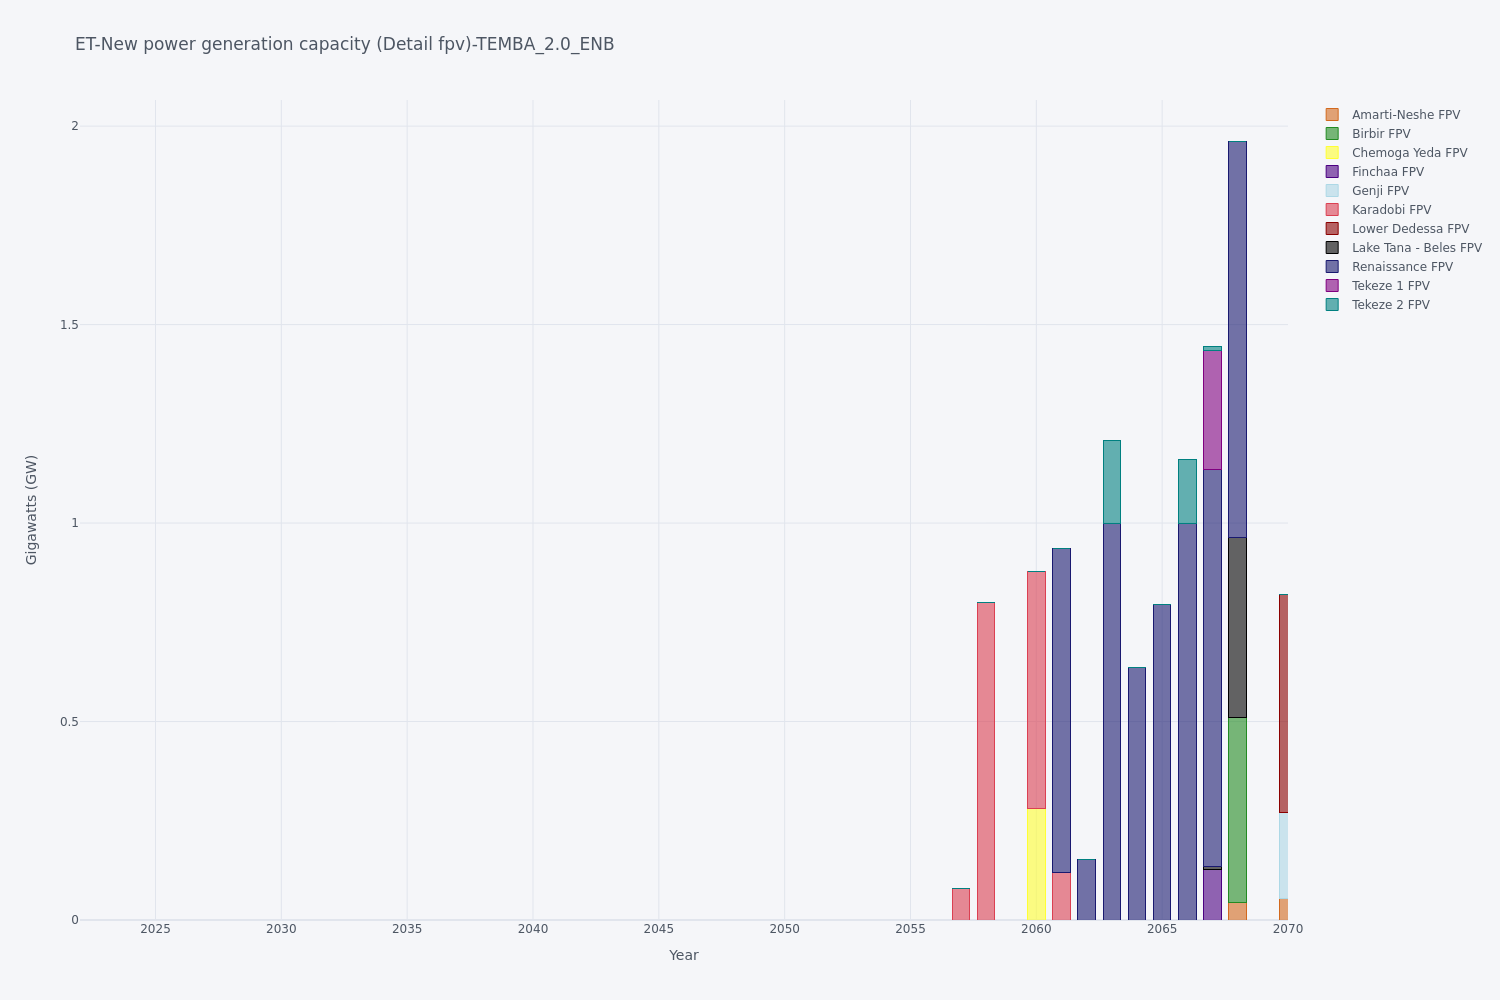 ET-New power generation capacity (Detail fpv)-TEMBA_2.0_ENB
Gigawatts (GW)
2
1.5
1
0.5
0
2025
2030
2035
2040
2045
2050
2055
2060
2065
2070
Year
Amarti-Neshe FPV
Birbir FPV
Chemoga Yeda FPV
Finchaa FPV
Genji FPV
Karadobi FPV
Lower Dedessa FPV
Lake Tana - Beles FPV
Renaissance FPV
Tekeze 1 FPV
Tekeze 2 FPV